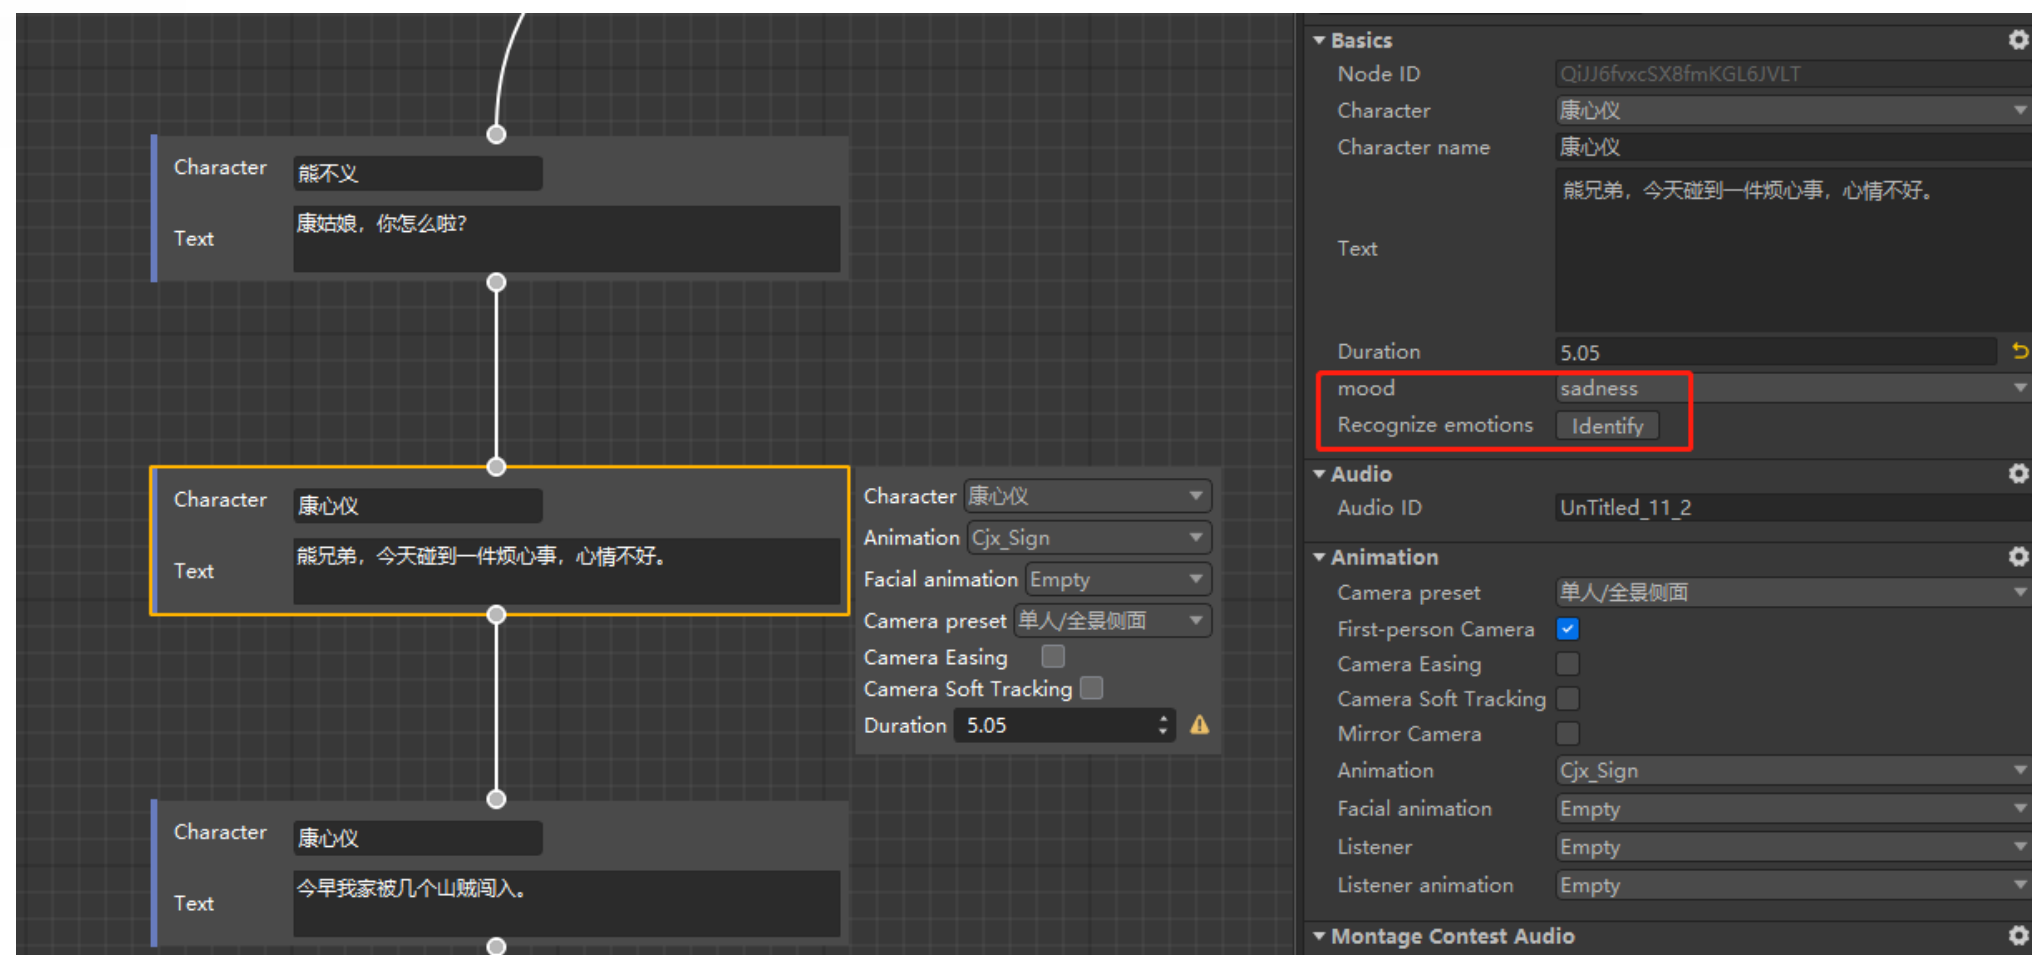 Character 熊不义
Text 康姑娘，你怎么啦？
Character 康心仪
Text 熊兄弟，今天碰到一件烦心事，心情不好。
Character 康心仪
Animation Cjx_Sign
Facial animation Empty
Camera preset 单人/全景侧面
Camera Easing
Camera Soft Tracking
Duration 5.05
Character 康心仪
Text 今早我家被几个山贼闯入。
Basics
Node ID QiJJ6fvxcSX8fmKGL6JVLT
Character 康心仪
Character name 康心仪
Text 熊兄弟，今天碰到一件烦心事，心情不好。
Duration 5.05
mood sadness
Recognize emotions Identify
Audio
Audio ID UnTitled_11_2
Animation
Camera preset 单人/全景侧面
First-person Camera
Camera Easing
Camera Soft Tracking
Mirror Camera
Animation Cjx_Sign
Facial animation Empty
Listener Empty
Listener animation Empty
Montage Contest Audio